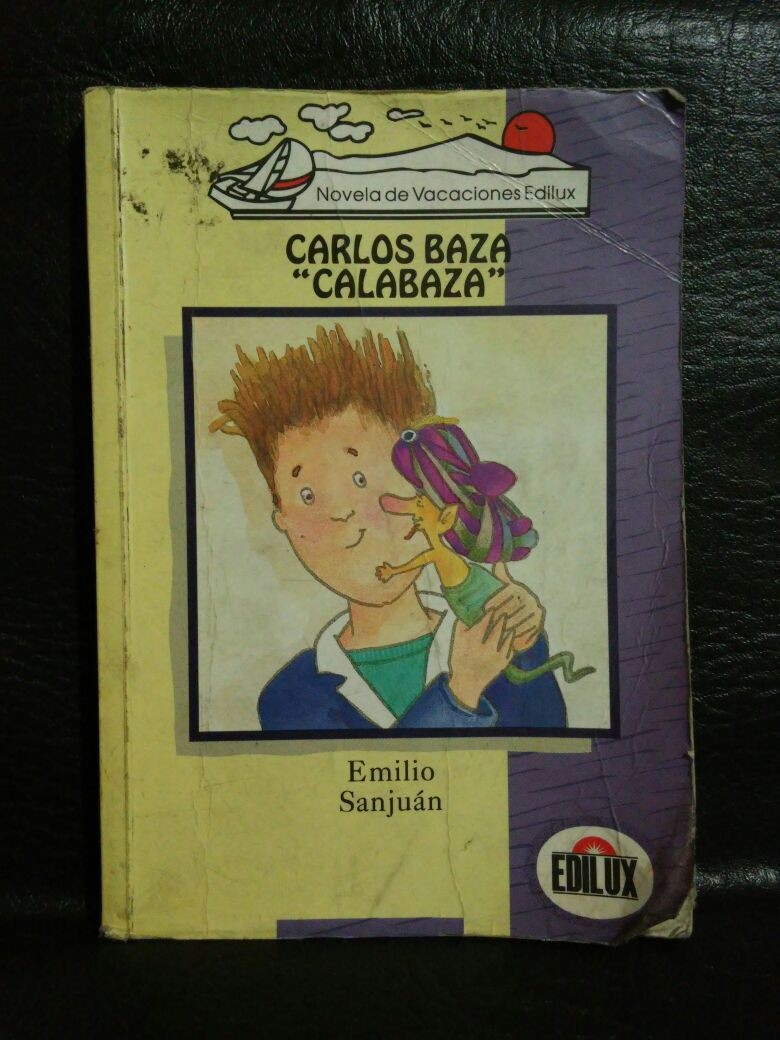 Novela de Vacaciones Edilux
CARLOS BAZA
“CALABAZA”
Emilio
Sanjuán
EDILUX